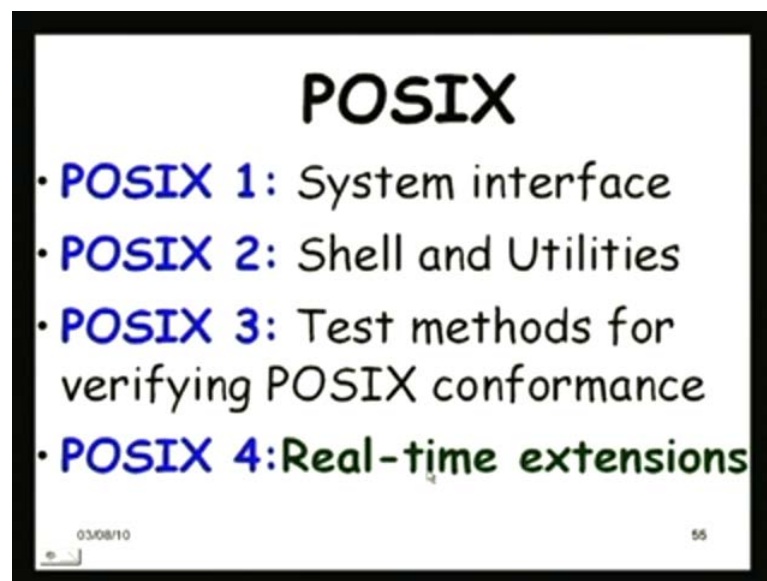 POSIX
• POSIX 1: System interface
• POSIX 2: Shell and Utilities
• POSIX 3: Test methods for
verifying POSIX conformance
• POSIX 4:Real-time extensions
03/08/10
55